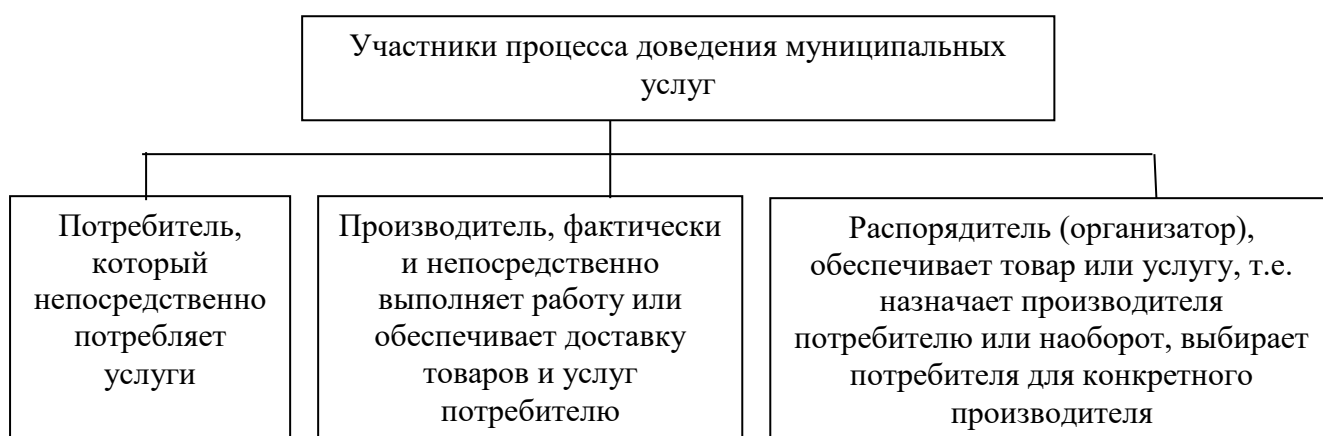 Участники процесса доведения муниципальных
услуг
Потребитель,
который
непосредственно
потребляет
услуги
Производитель, фактически
и непосредственно
выполняет работу или
обеспечивает доставку
товаров и услуг
потребителю
Распорядитель (организатор),
обеспечивает товар или услугу, т.е.
назначает производителя
потребителю или наоборот, выбирает
потребителя для конкретного
производителя